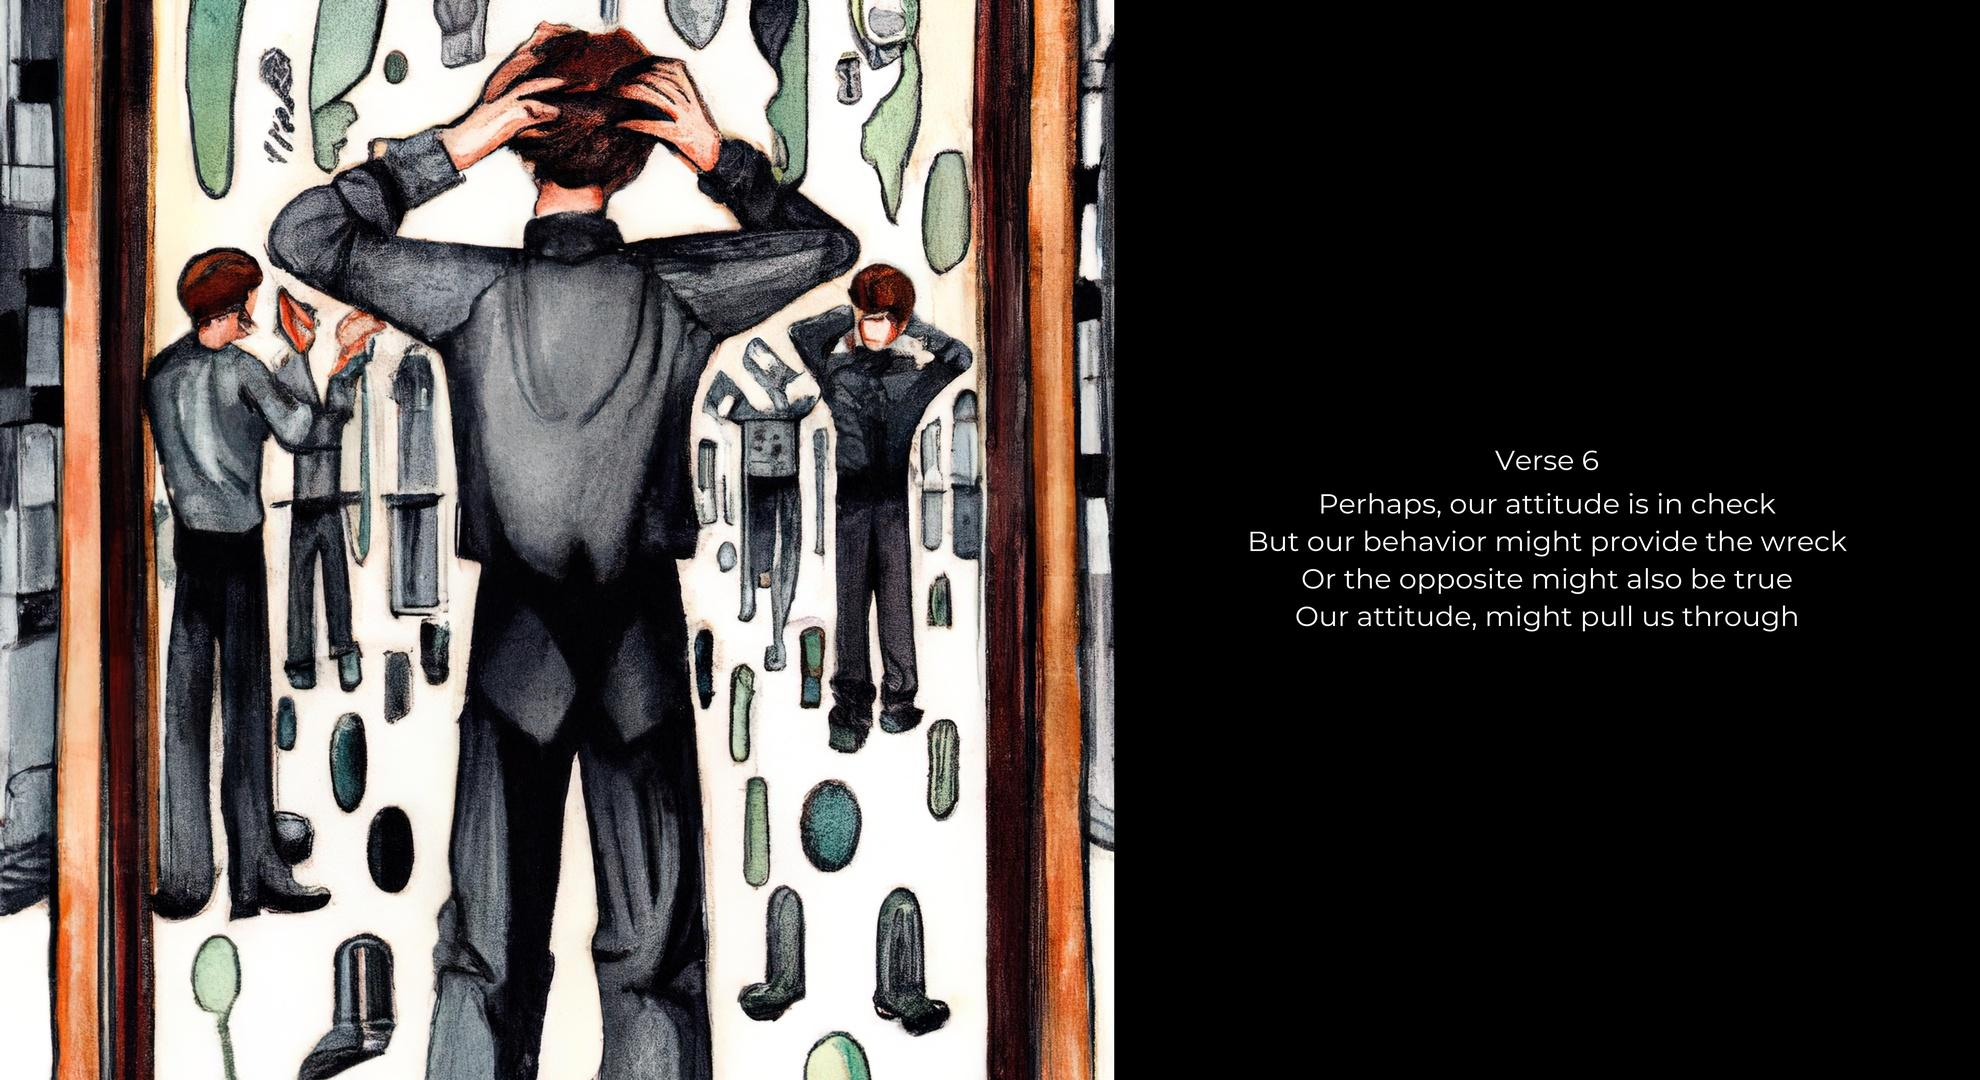 Verse 6
Perhaps, our attitude is in check
But our behavior might provide the wreck
Or the opposite might also be true
Our attitude, might pull us through